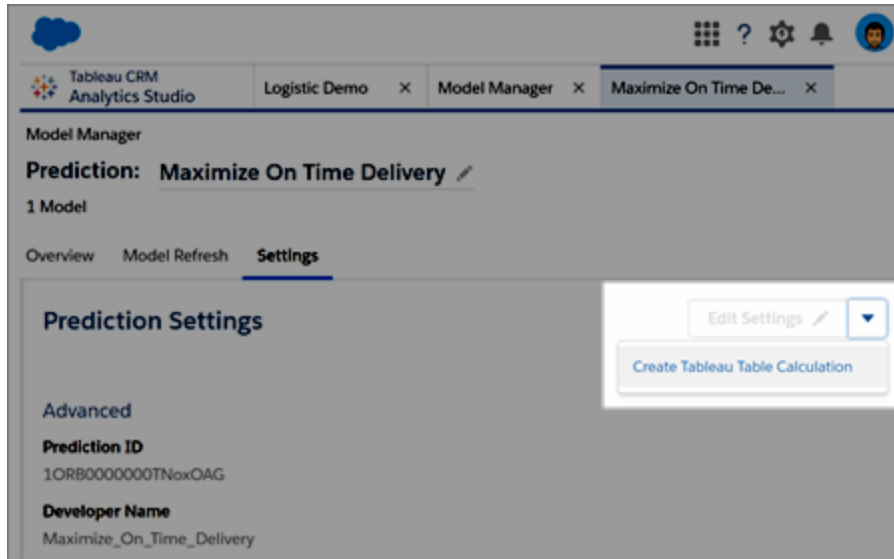 Tableau CRM
Analytics Studio
Logistic Demo
Model Manager
Maximize On Time De...
Model Manager
Prediction: Maximize On Time Delivery
1 Model
Overview Model Refresh Settings
Prediction Settings
Edit Settings
Create Tableau Table Calculation
Advanced
Prediction ID
1ORB0000000TNoxOAG
Developer Name
Maximize_On_Time_Delivery